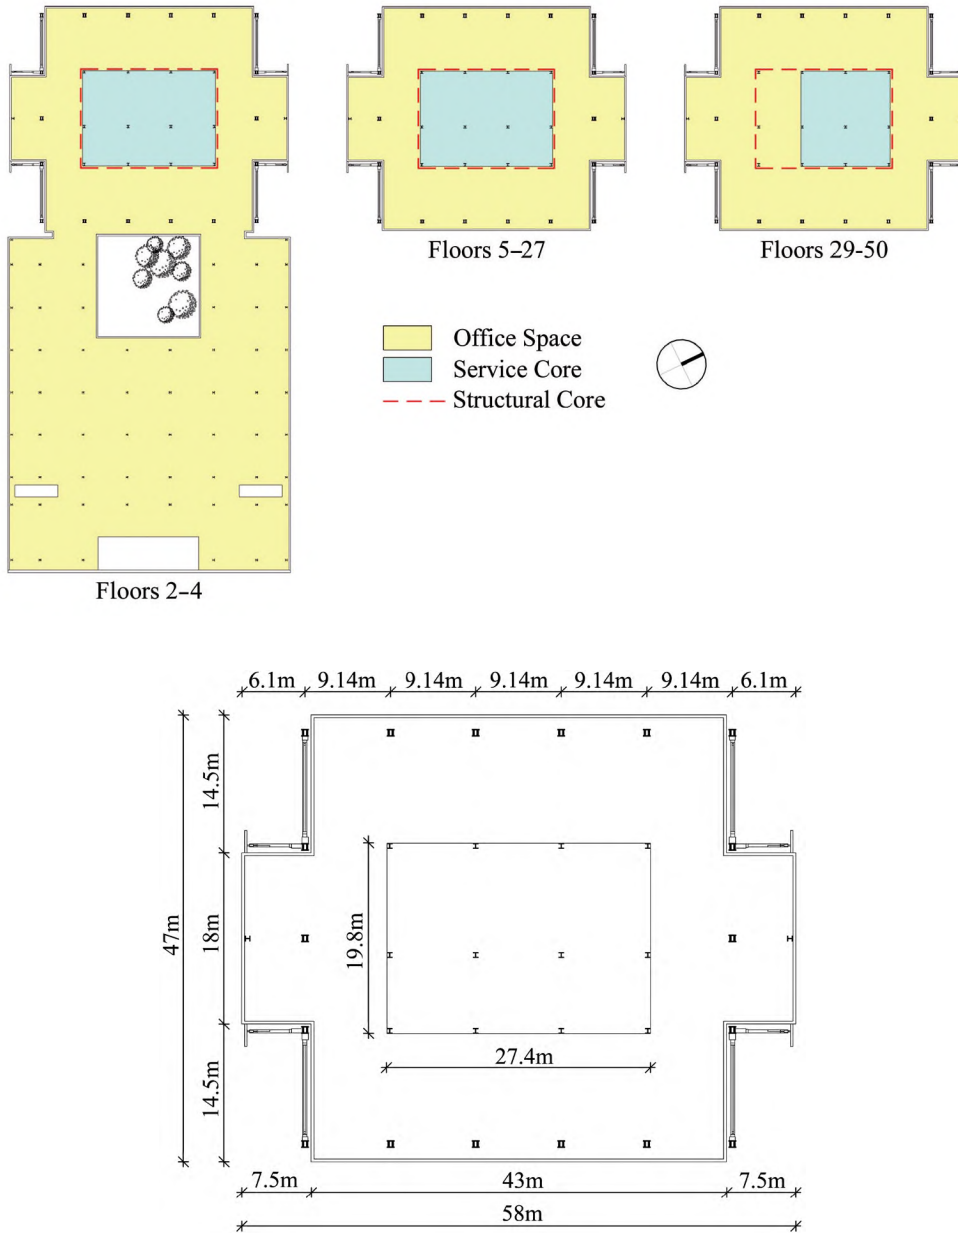 Floors 5–27
Floors 29-50
Office Space
Service Core
Structural Core
Floors 2–4
6.1m 9.14m 9.14m 9.14m 9.14m 9.14m 6.1m
14.5m
47m
18m
19.8m
27.4m
14.5m
7.5m 43m 7.5m
58m